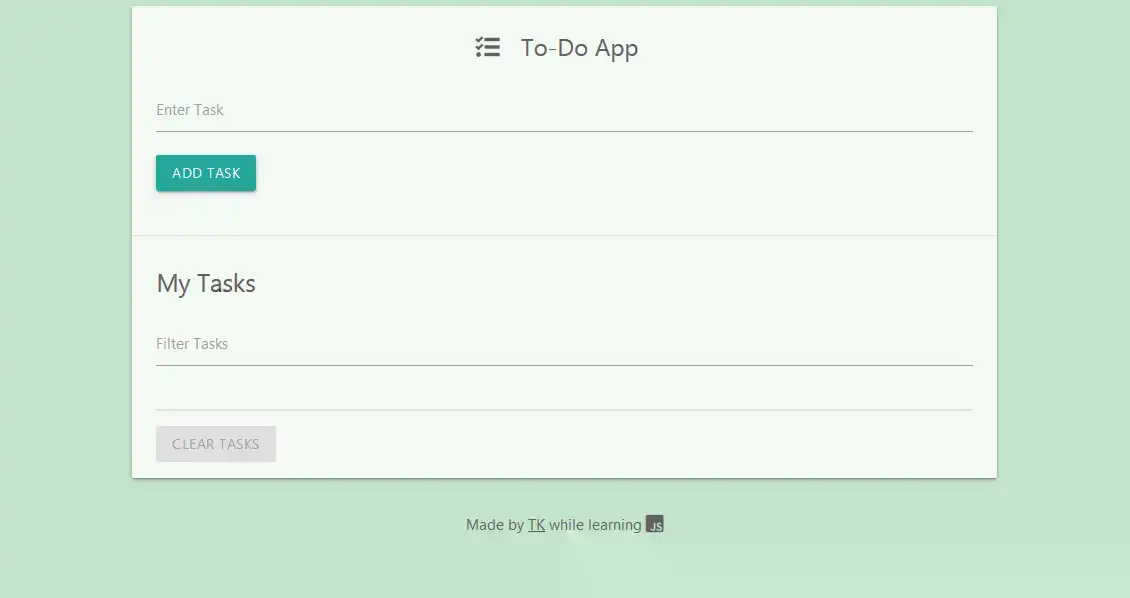 To-Do App
Enter Task
ADD TASK
My Tasks
Filter Tasks
CLEAR TASKS
Made by TK while learning JS